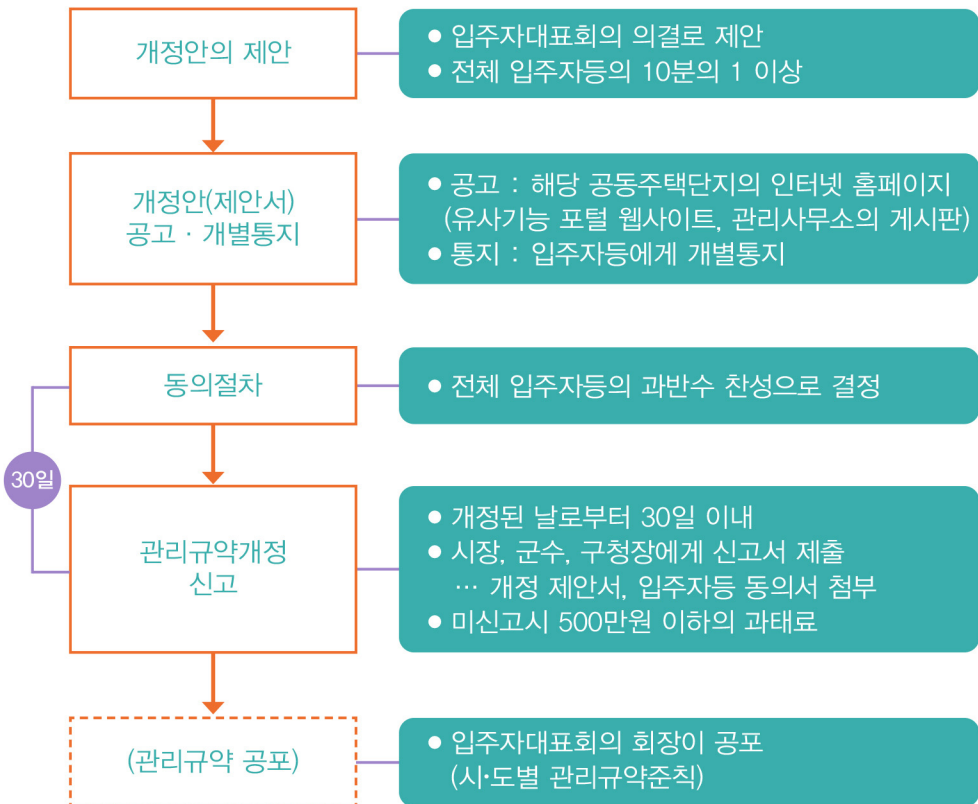 개정안의 제안
● 입주자대표회의 의결로 제안
● 전체 입주자등의 10분의 1 이상
개정안(제안서)
공고 · 개별통지
● 공고 : 해당 공동주택단지의 인터넷 홈페이지
(유사기능 포털 웹사이트, 관리사무소의 게시판)
● 통지 : 입주자등에게 개별통지
동의절차
● 전체 입주자등의 과반수 찬성으로 결정
30일
관리규약개정
신고
● 개정된 날로부터 30일 이내
● 시장, 군수, 구청장에게 신고서 제출
… 개정 제안서, 입주자등 동의서 첨부
● 미신고시 500만원 이하의 과태료
(관리규약 공포)
● 입주자대표회의 회장이 공포
(시·도별 관리규약준칙)